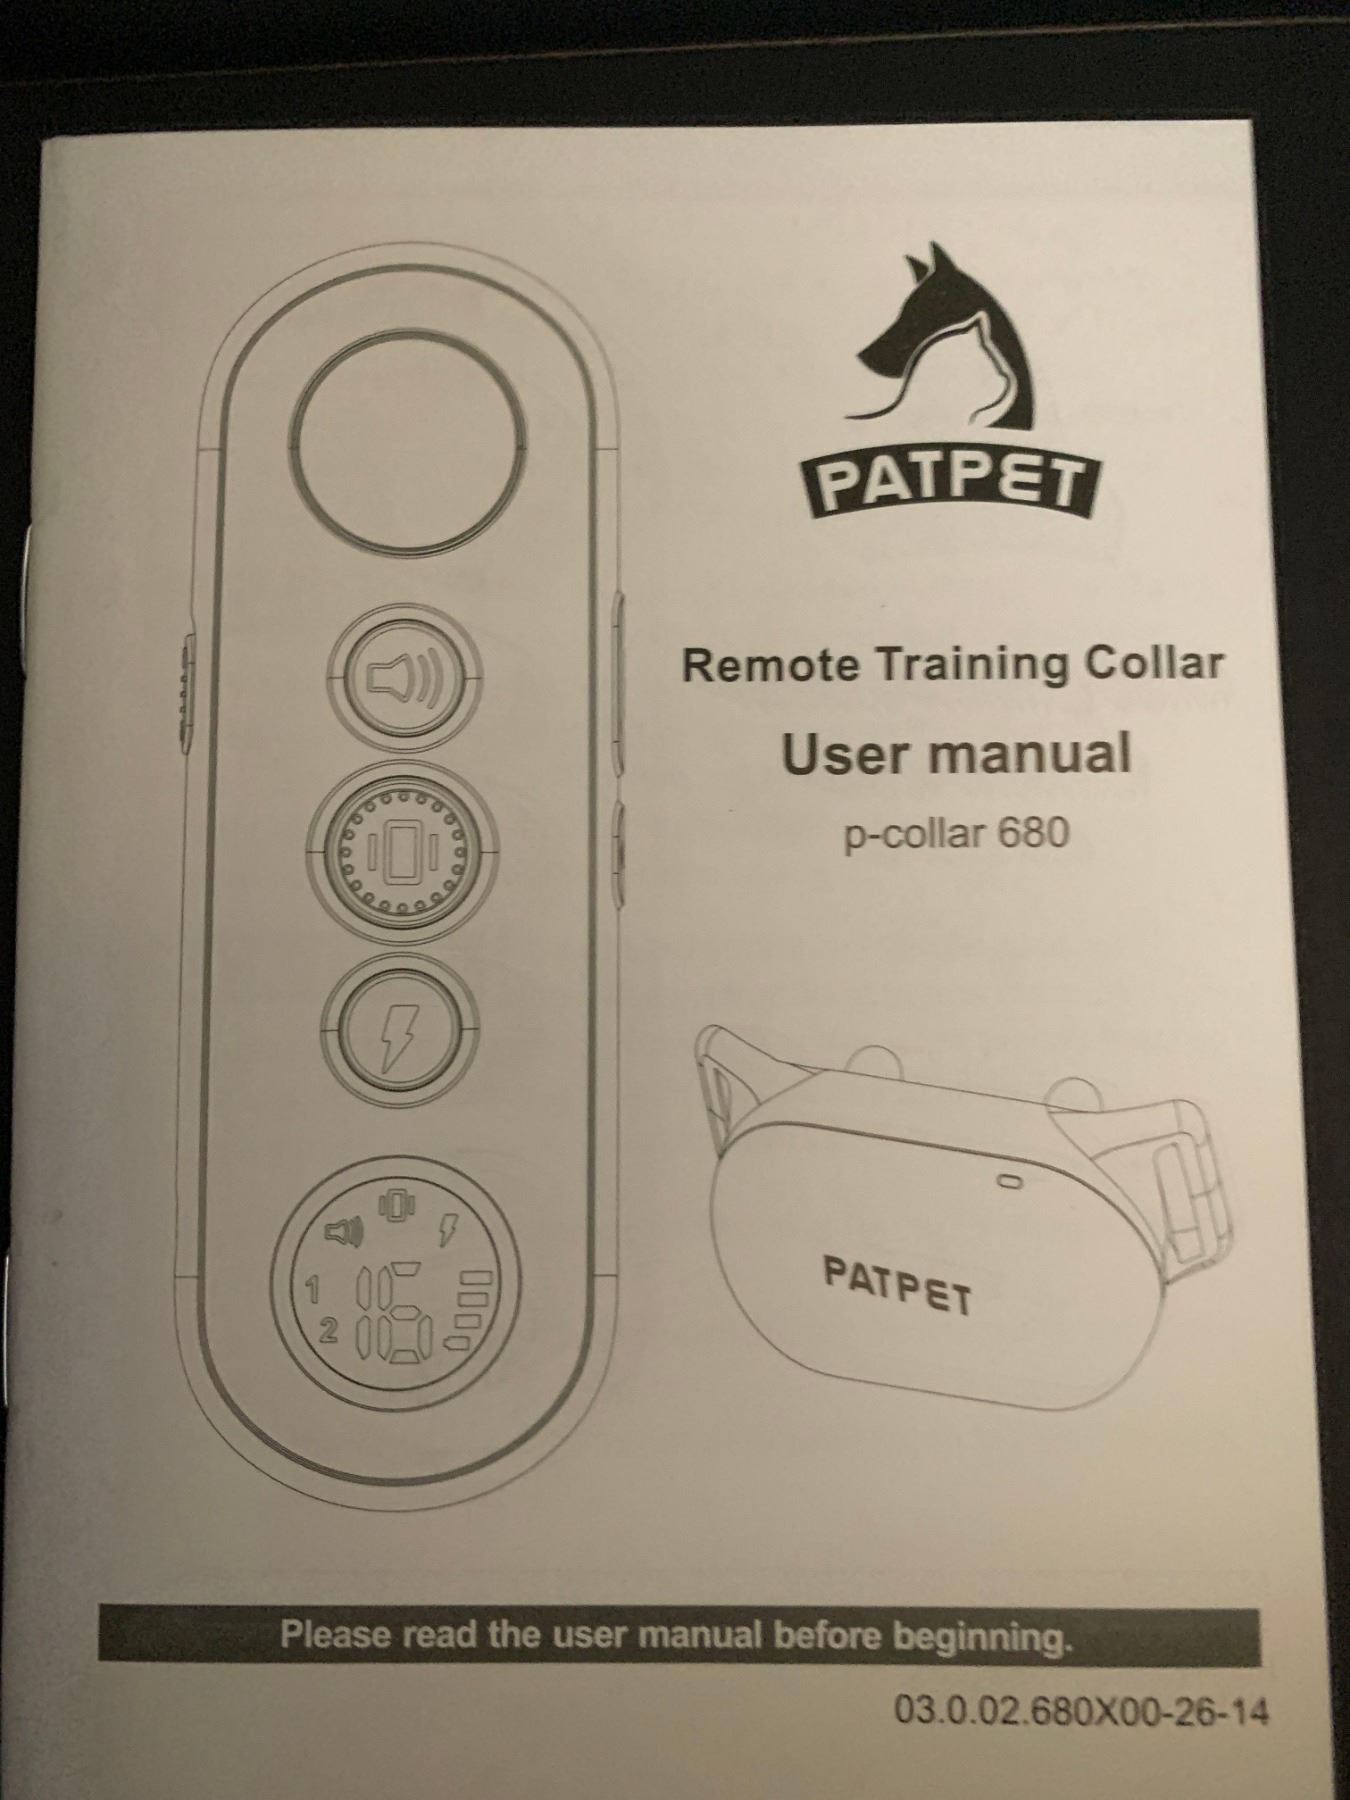 PATPET
Remote Training Collar
User manual
p-collar 680
1
2
16
PATPET
Please read the user manual before beginning.
03.0.02.680X00-26-14